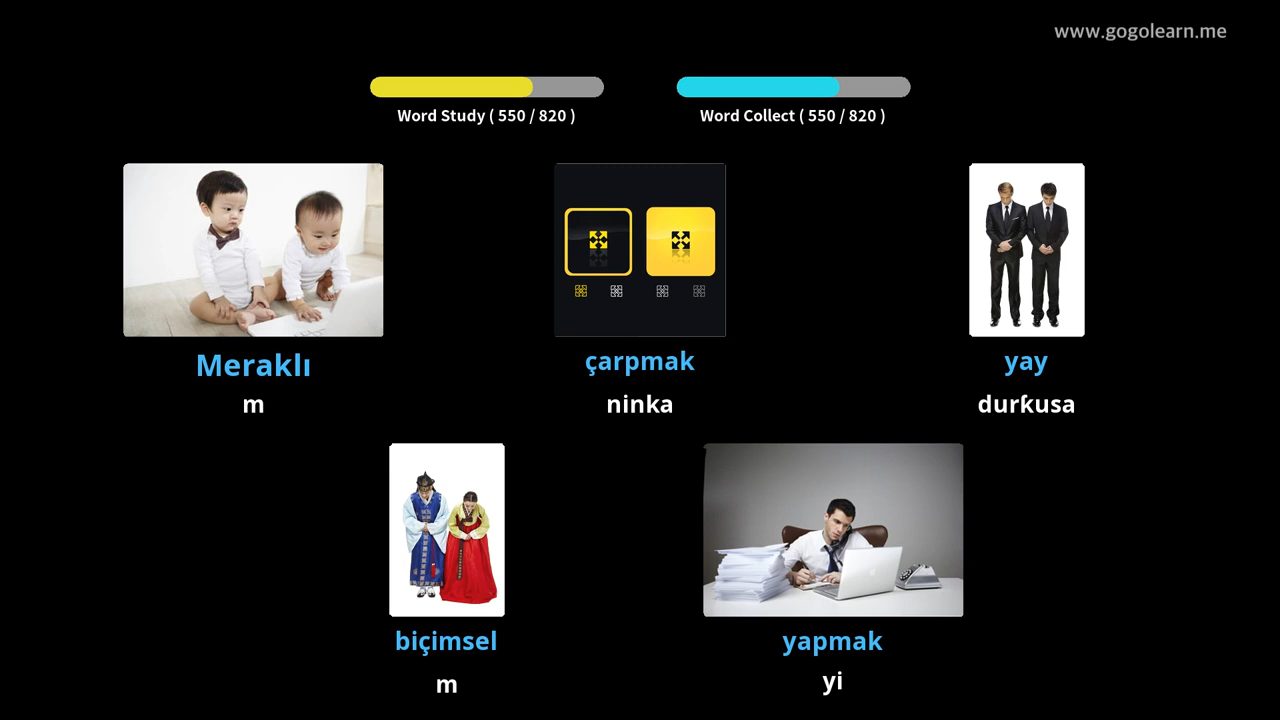 www.gogolearn.me
Word Study ( 550 / 820 )
Word Collect ( 550 / 820 )
Meraklı
m
çarpmak
ninka
yay
durƙusa
biçimsel
m
yapmak
yi